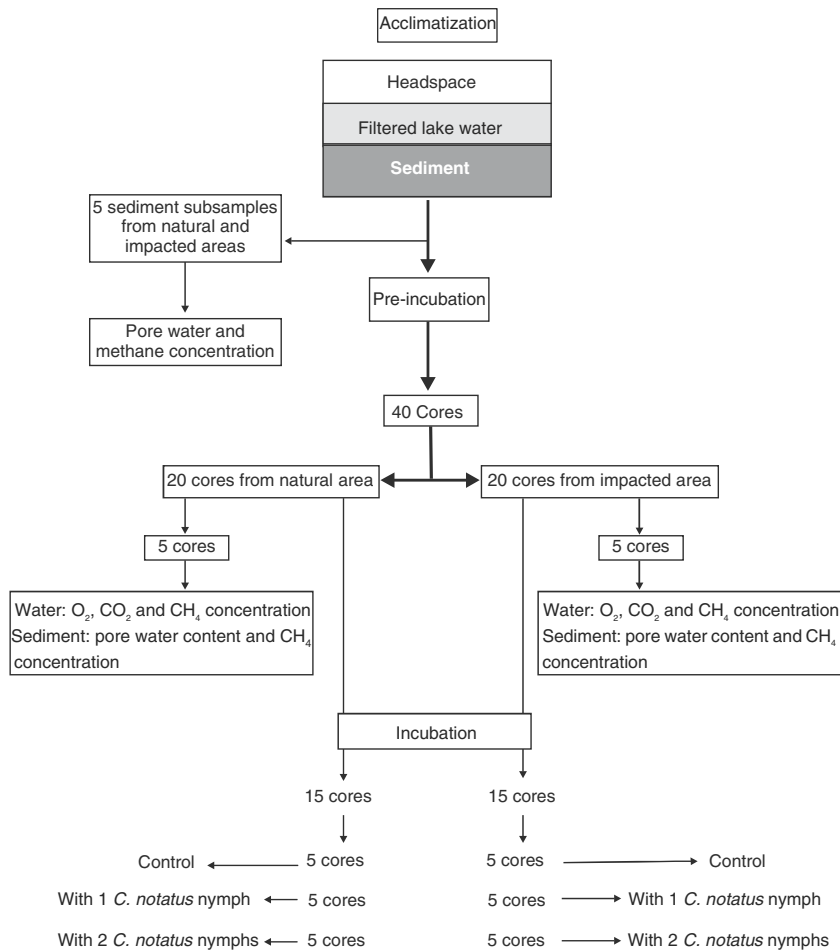 Acclimatization
Headspace
Filtered lake water
Sediment
5 sediment subsamples
from natural and
impacted areas
Pre-incubation
Pore water and
methane concentration
40 Cores
20 cores from natural area
20 cores from impacted area
5 cores
5 cores
Water: O₂, CO₂ and CH₄ concentration
Sediment: pore water content and CH₄
concentration
Water: O₂, CO₂ and CH₄ concentration
Sediment: pore water content and CH₄
concentration
Incubation
15 cores
15 cores
Control
5 cores
5 cores
Control
With 1 C. notatus nymph
5 cores
5 cores
With 1 C. notatus nymph
With 2 C. notatus nymphs
5 cores
5 cores
With 2 C. notatus nymphs